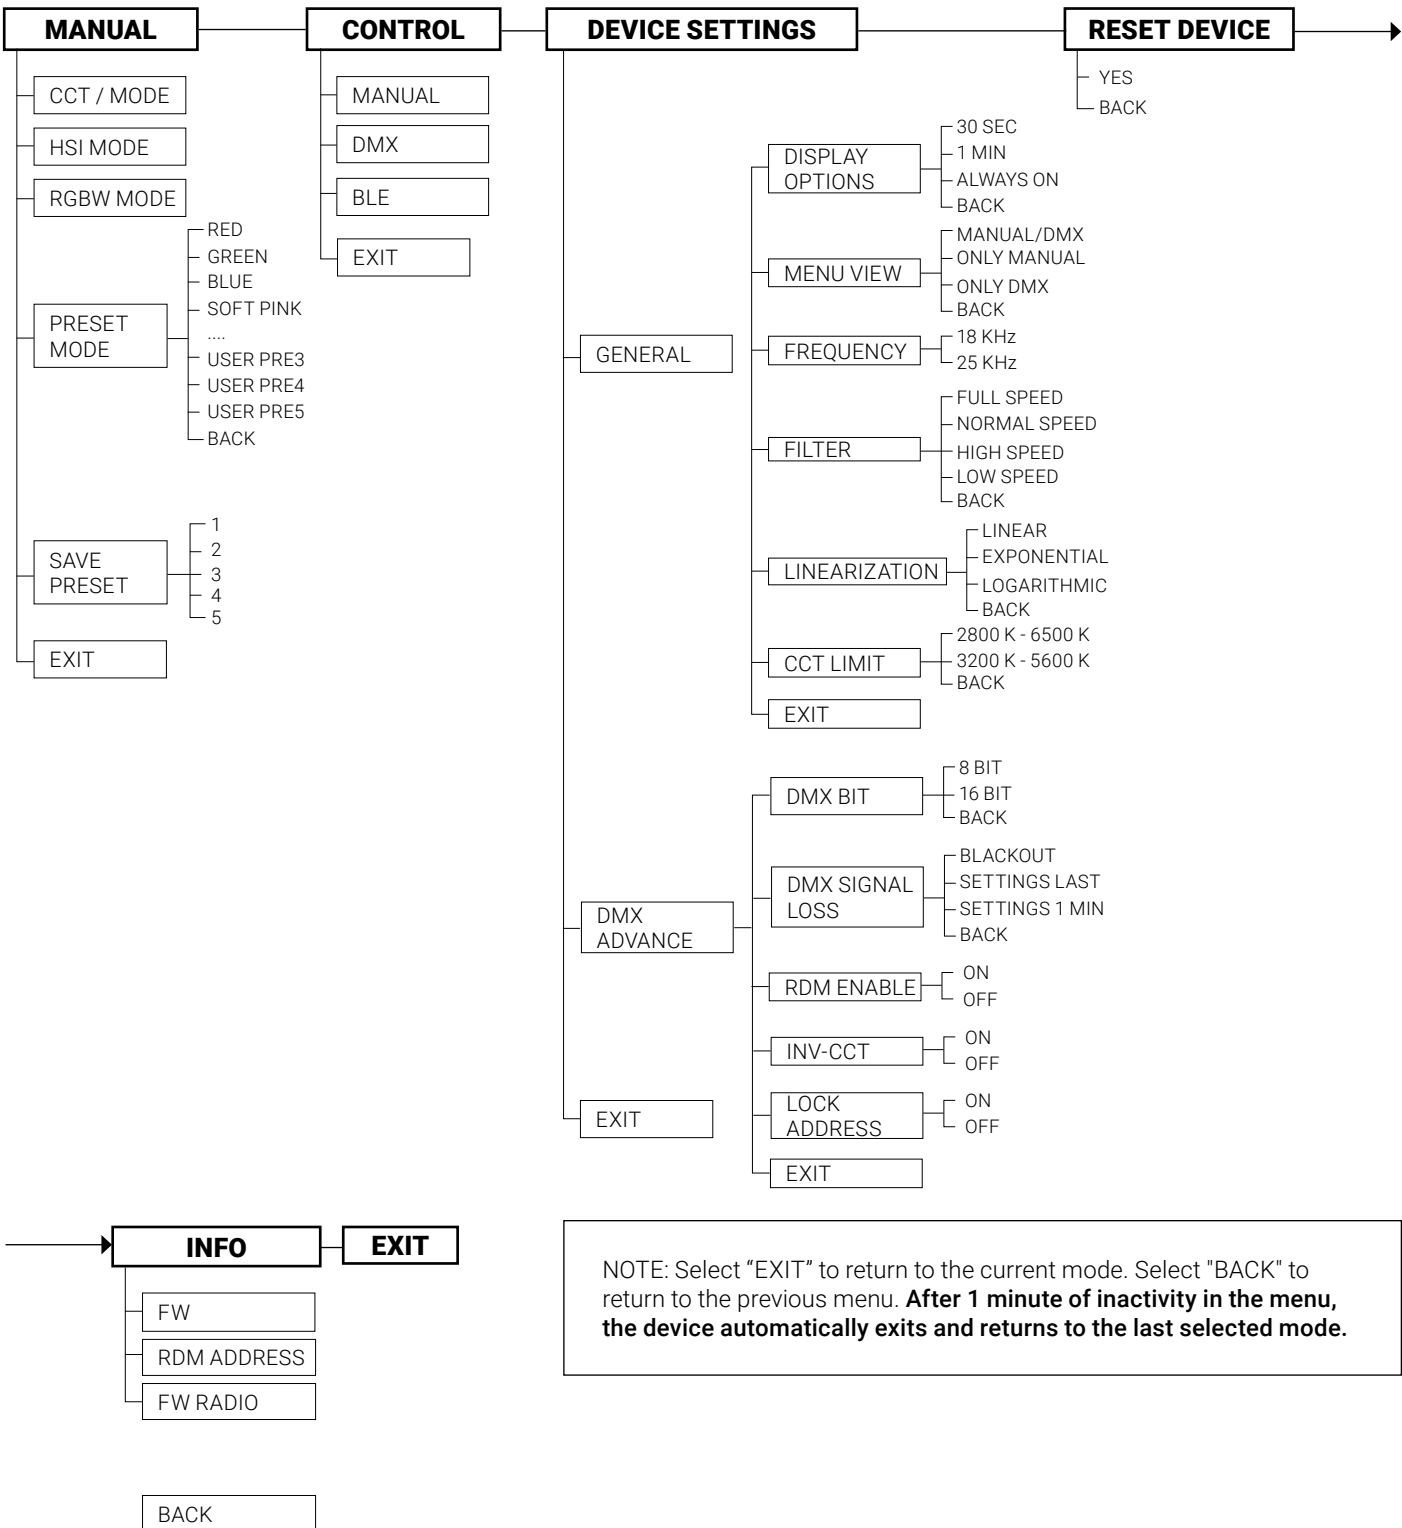 MANUAL
CCT / MODE
HSI MODE
RGBW MODE
PRESET
MODE
RED
GREEN
BLUE
SOFT PINK
....
USER PRE3
USER PRE4
USER PRE5
BACK
SAVE
PRESET
1
2
3
4
5
EXIT
CONTROL
MANUAL
DMX
BLE
EXIT
DEVICE SETTINGS
GENERAL
DISPLAY
OPTIONS
30 SEC
1 MIN
ALWAYS ON
BACK
MENU VIEW
MANUAL/DMX
ONLY MANUAL
ONLY DMX
BACK
FREQUENCY
18 KHz
25 KHz
FILTER
FULL SPEED
NORMAL SPEED
HIGH SPEED
LOW SPEED
BACK
LINEARIZATION
LINEAR
EXPONENTIAL
LOGARITHMIC
BACK
CCT LIMIT
2800 K - 6500 K
3200 K - 5600 K
BACK
EXIT
DMX
ADVANCE
DMX BIT
8 BIT
16 BIT
BACK
DMX SIGNAL
LOSS
BLACKOUT
SETTINGS LAST
SETTINGS 1 MIN
BACK
RDM ENABLE
ON
OFF
INV-CCT
ON
OFF
LOCK
ADDRESS
ON
OFF
EXIT
EXIT
RESET DEVICE
YES
BACK
INFO
FW
RDM ADDRESS
FW RADIO
BACK
EXIT
NOTE: Select “EXIT” to return to the current mode. Select "BACK" to
return to the previous menu. After 1 minute of inactivity in the menu,
the device automatically exits and returns to the last selected mode.